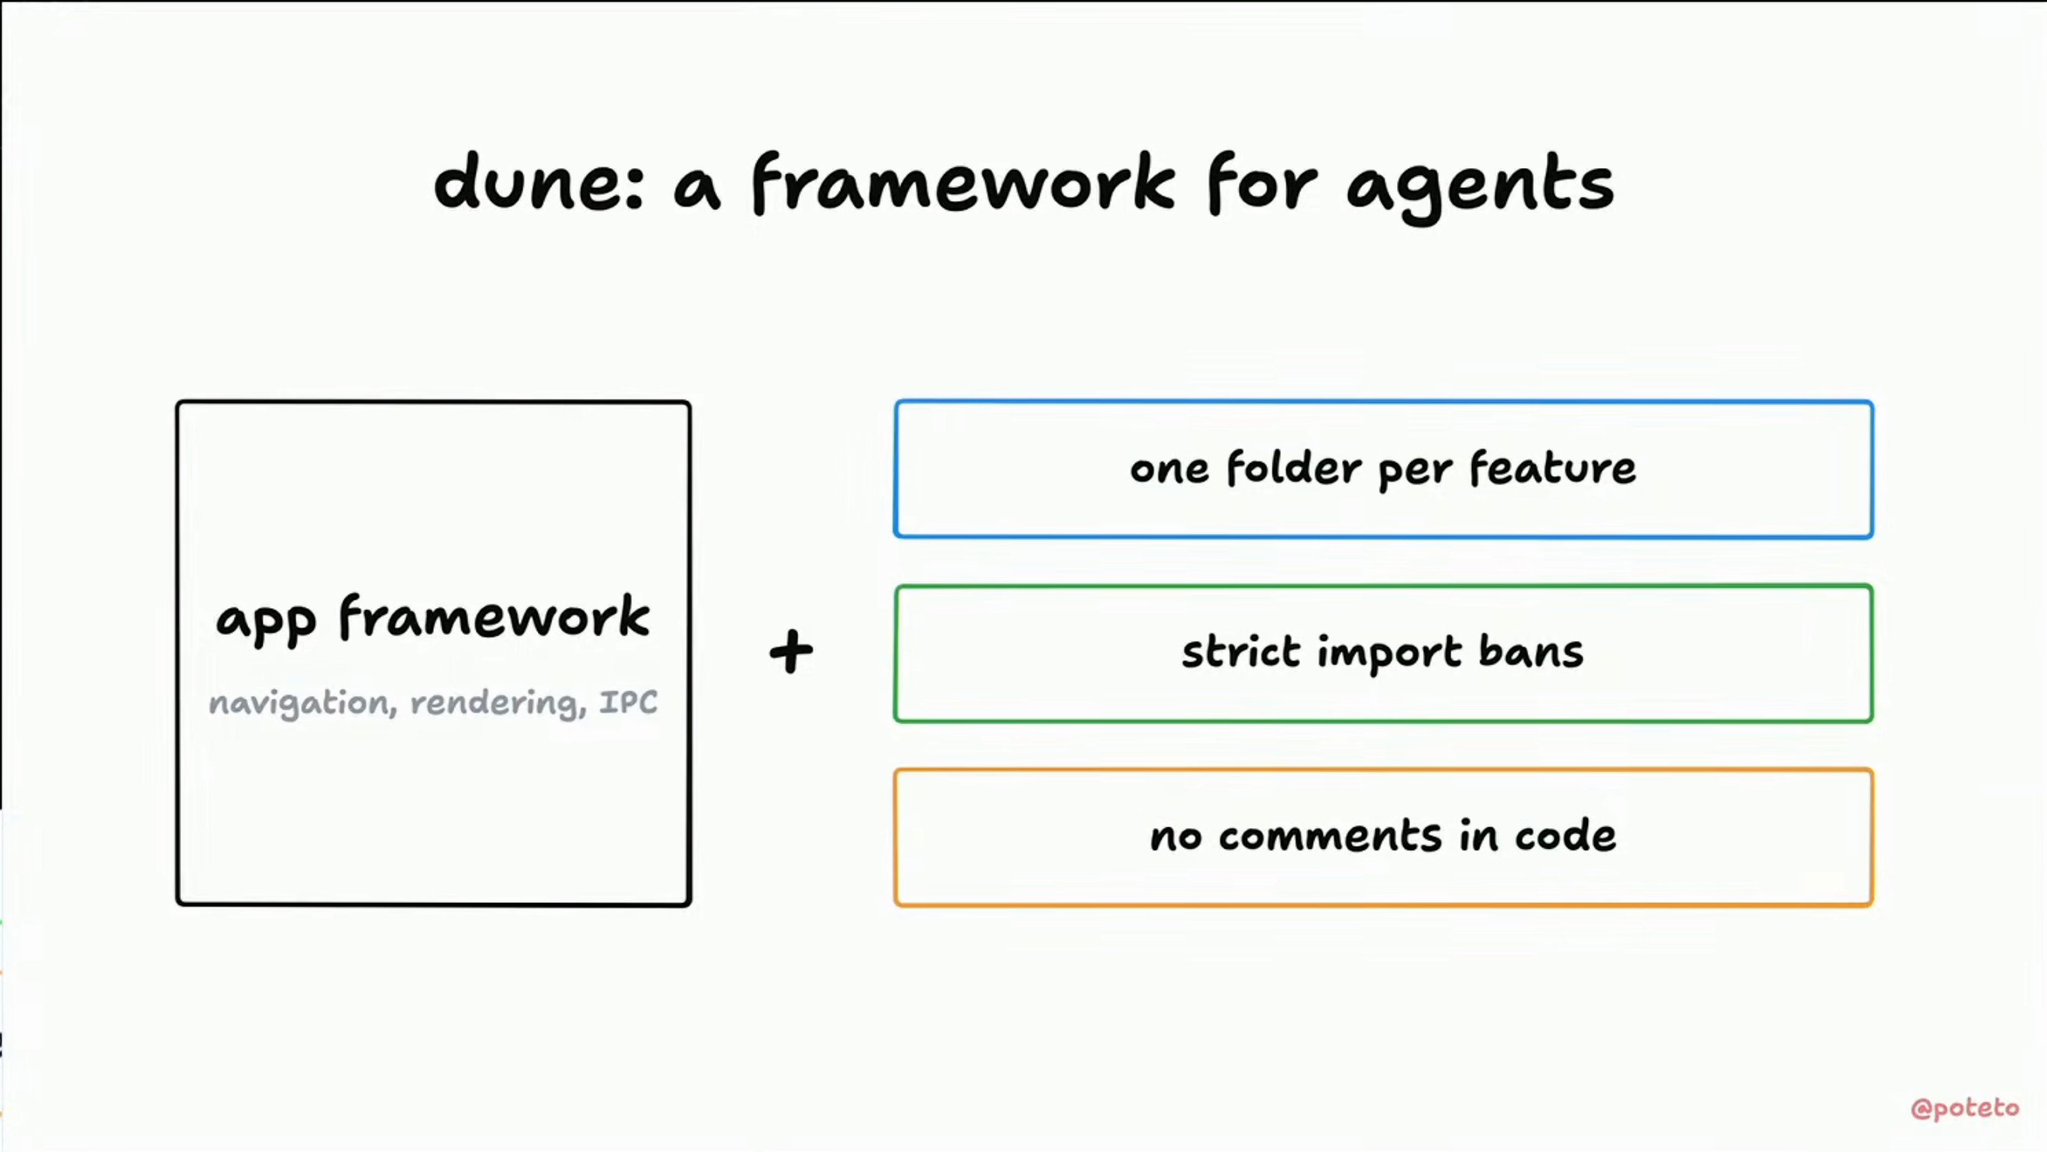 dune: a framework for agents
app framework
navigation, rendering, IPC
+
one folder per feature
strict import bans
no comments in code
@poteto